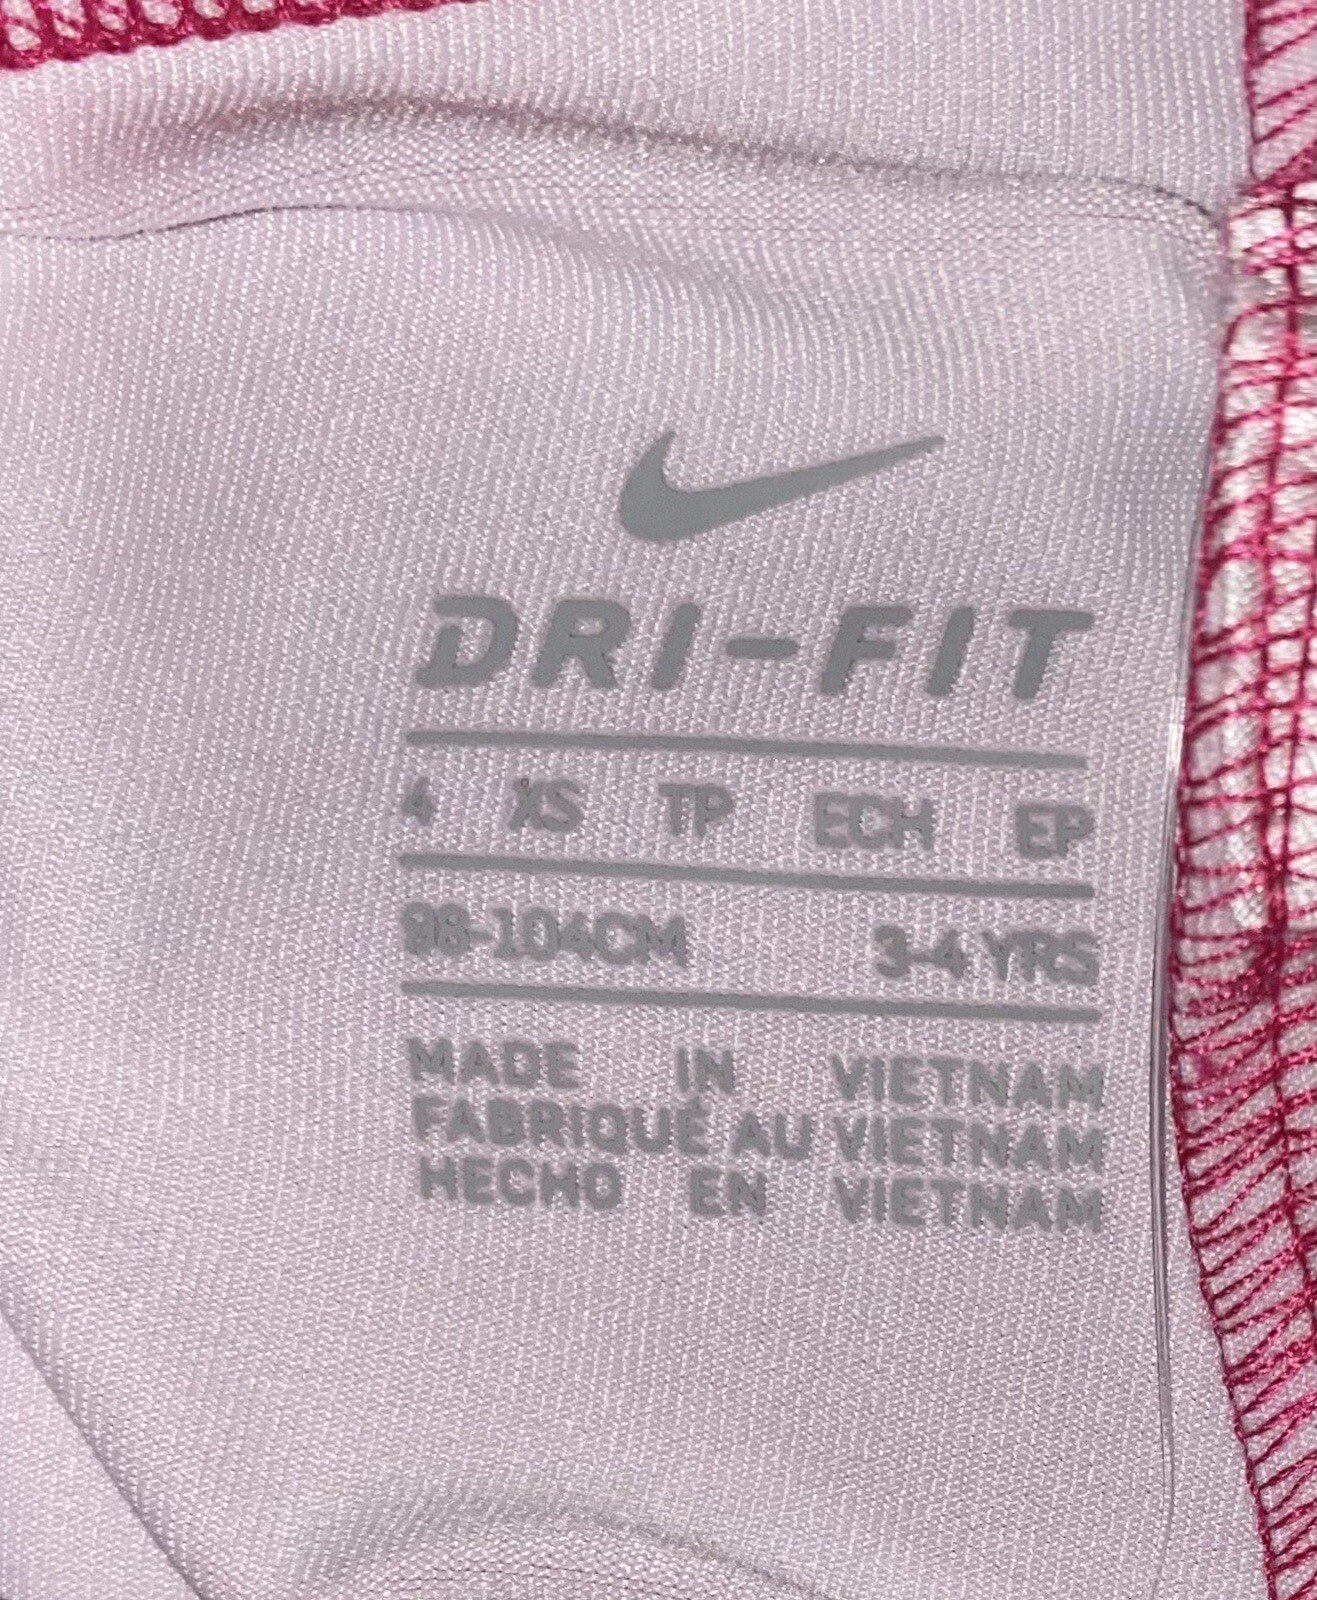 DRI-FIT
4 XS TP ECH EP
98-104CM 3-4 YRS
MADE IN VIETNAM
FABRIQUÉ AU VIETNAM
HECHO EN VIETNAM